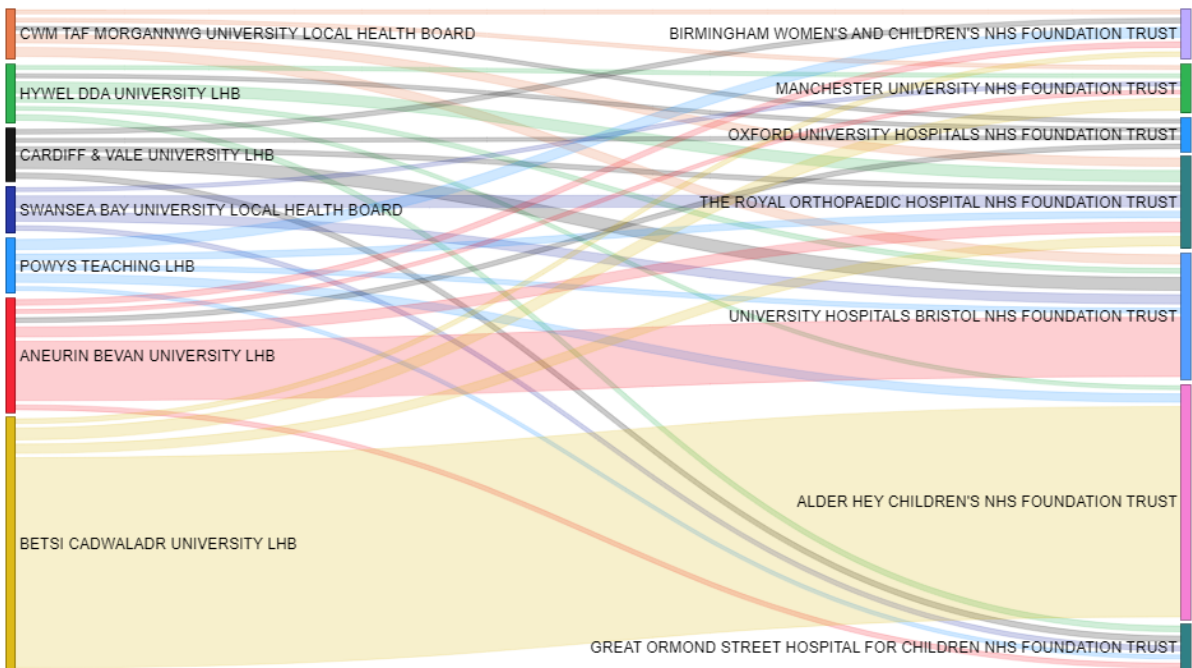 CWM TAF MORGANNWG UNIVERSITY LOCAL HEALTH BOARD
HYWEL DDA UNIVERSITY LHB
CARDIFF & VALE UNIVERSITY LHB
SWANSEA BAY UNIVERSITY LOCAL HEALTH BOARD
POWYS TEACHING LHB
ANEURIN BEVAN UNIVERSITY LHB
BETSI CADWALADR UNIVERSITY LHB
BIRMINGHAM WOMEN'S AND CHILDREN'S NHS FOUNDATION TRUST
MANCHESTER UNIVERSITY NHS FOUNDATION TRUST
OXFORD UNIVERSITY HOSPITALS NHS FOUNDATION TRUST
THE ROYAL ORTHOPAEDIC HOSPITAL NHS FOUNDATION TRUST
UNIVERSITY HOSPITALS BRISTOL NHS FOUNDATION TRUST
ALDER HEY CHILDREN'S NHS FOUNDATION TRUST
GREAT ORMOND STREET HOSPITAL FOR CHILDREN NHS FOUNDATION TRUST